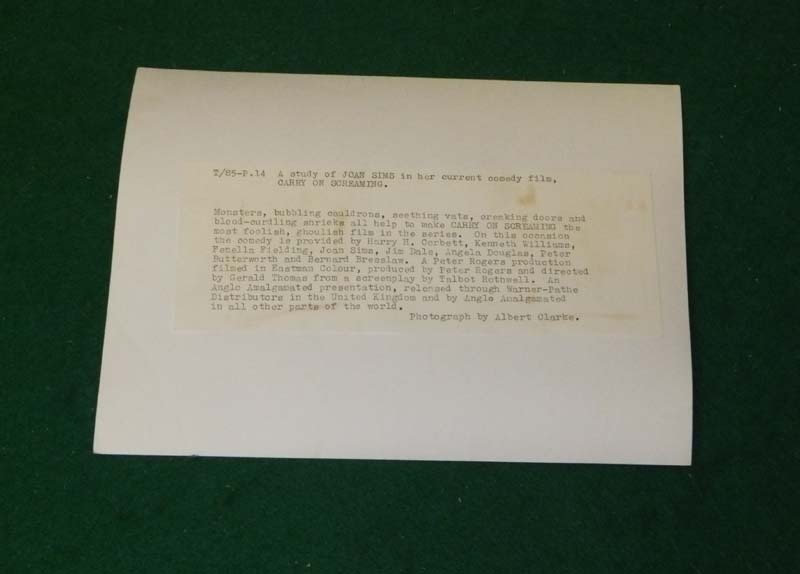 T/85-P.14 A study of JOAN SIMS in her current comedy film,
CARRY ON SCREAMING.
Monsters, bubbling cauldrons, seething vats, creaking doors and
blood-curdling shrieks all help to make CARRY ON SCREAMING the
most foolish, ghoulish film in the series. On this occasion
the comedy is provided by Harry H. Corbett, Kenneth Williams,
Fenella Fielding, Joan Sims, Jim Dale, Angela Douglas, Peter
Butterworth and Bernard Bresslaw. A Peter Rogers production
filmed in Eastman Colour, produced by Peter Rogers and directed
by Gerald Thomas from a screenplay by Talbot Rothwell. An
Anglo Amalgamated presentation, released through Warner-Pathe
Distributors in the United Kingdom and by Anglo Amalgamated
in all other parts of the world.
Photograph by Albert Clarke.